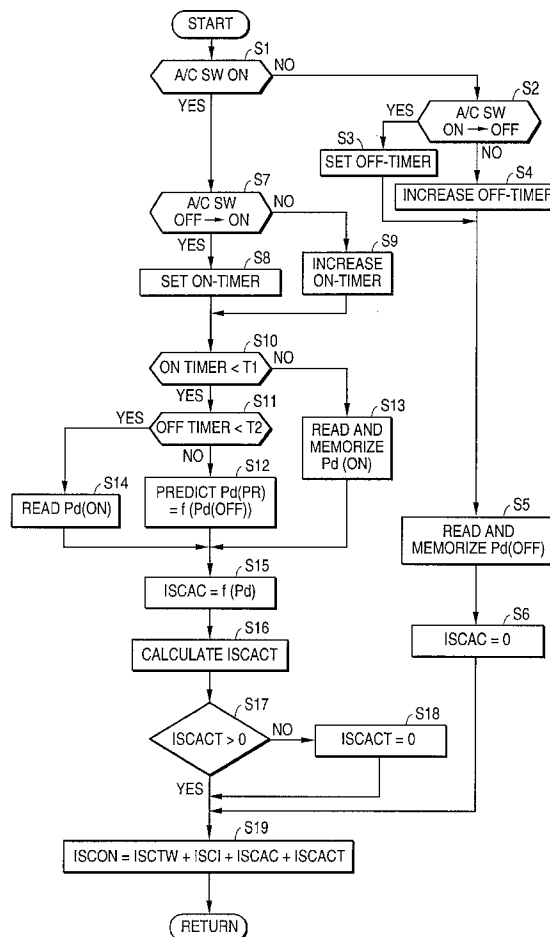 START
S1
A/C SW ON
NO
YES
S2
A/C SW
ON → OFF
YES
NO
S3
SET OFF-TIMER
S4
INCREASE OFF-TIMER
S7
A/C SW
OFF → ON
NO
YES
S8
SET ON-TIMER
S9
INCREASE
ON-TIMER
S10
ON TIMER < T1
NO
YES
S11
OFF TIMER < T2
YES
NO
S13
READ AND
MEMORIZE
Pd (ON)
S12
PREDICT Pd(PR)
= f (Pd(OFF))
S14
READ Pd(ON)
S5
READ AND
MEMORIZE Pd(OFF)
S15
ISCAC = f (Pd)
S6
ISCAC = 0
S16
CALCULATE ISCACT
S17
ISCACT > 0
NO
YES
S18
ISCACT = 0
S19
ISCON = ISCTW + ISCI + ISCAC + ISCACT
RETURN